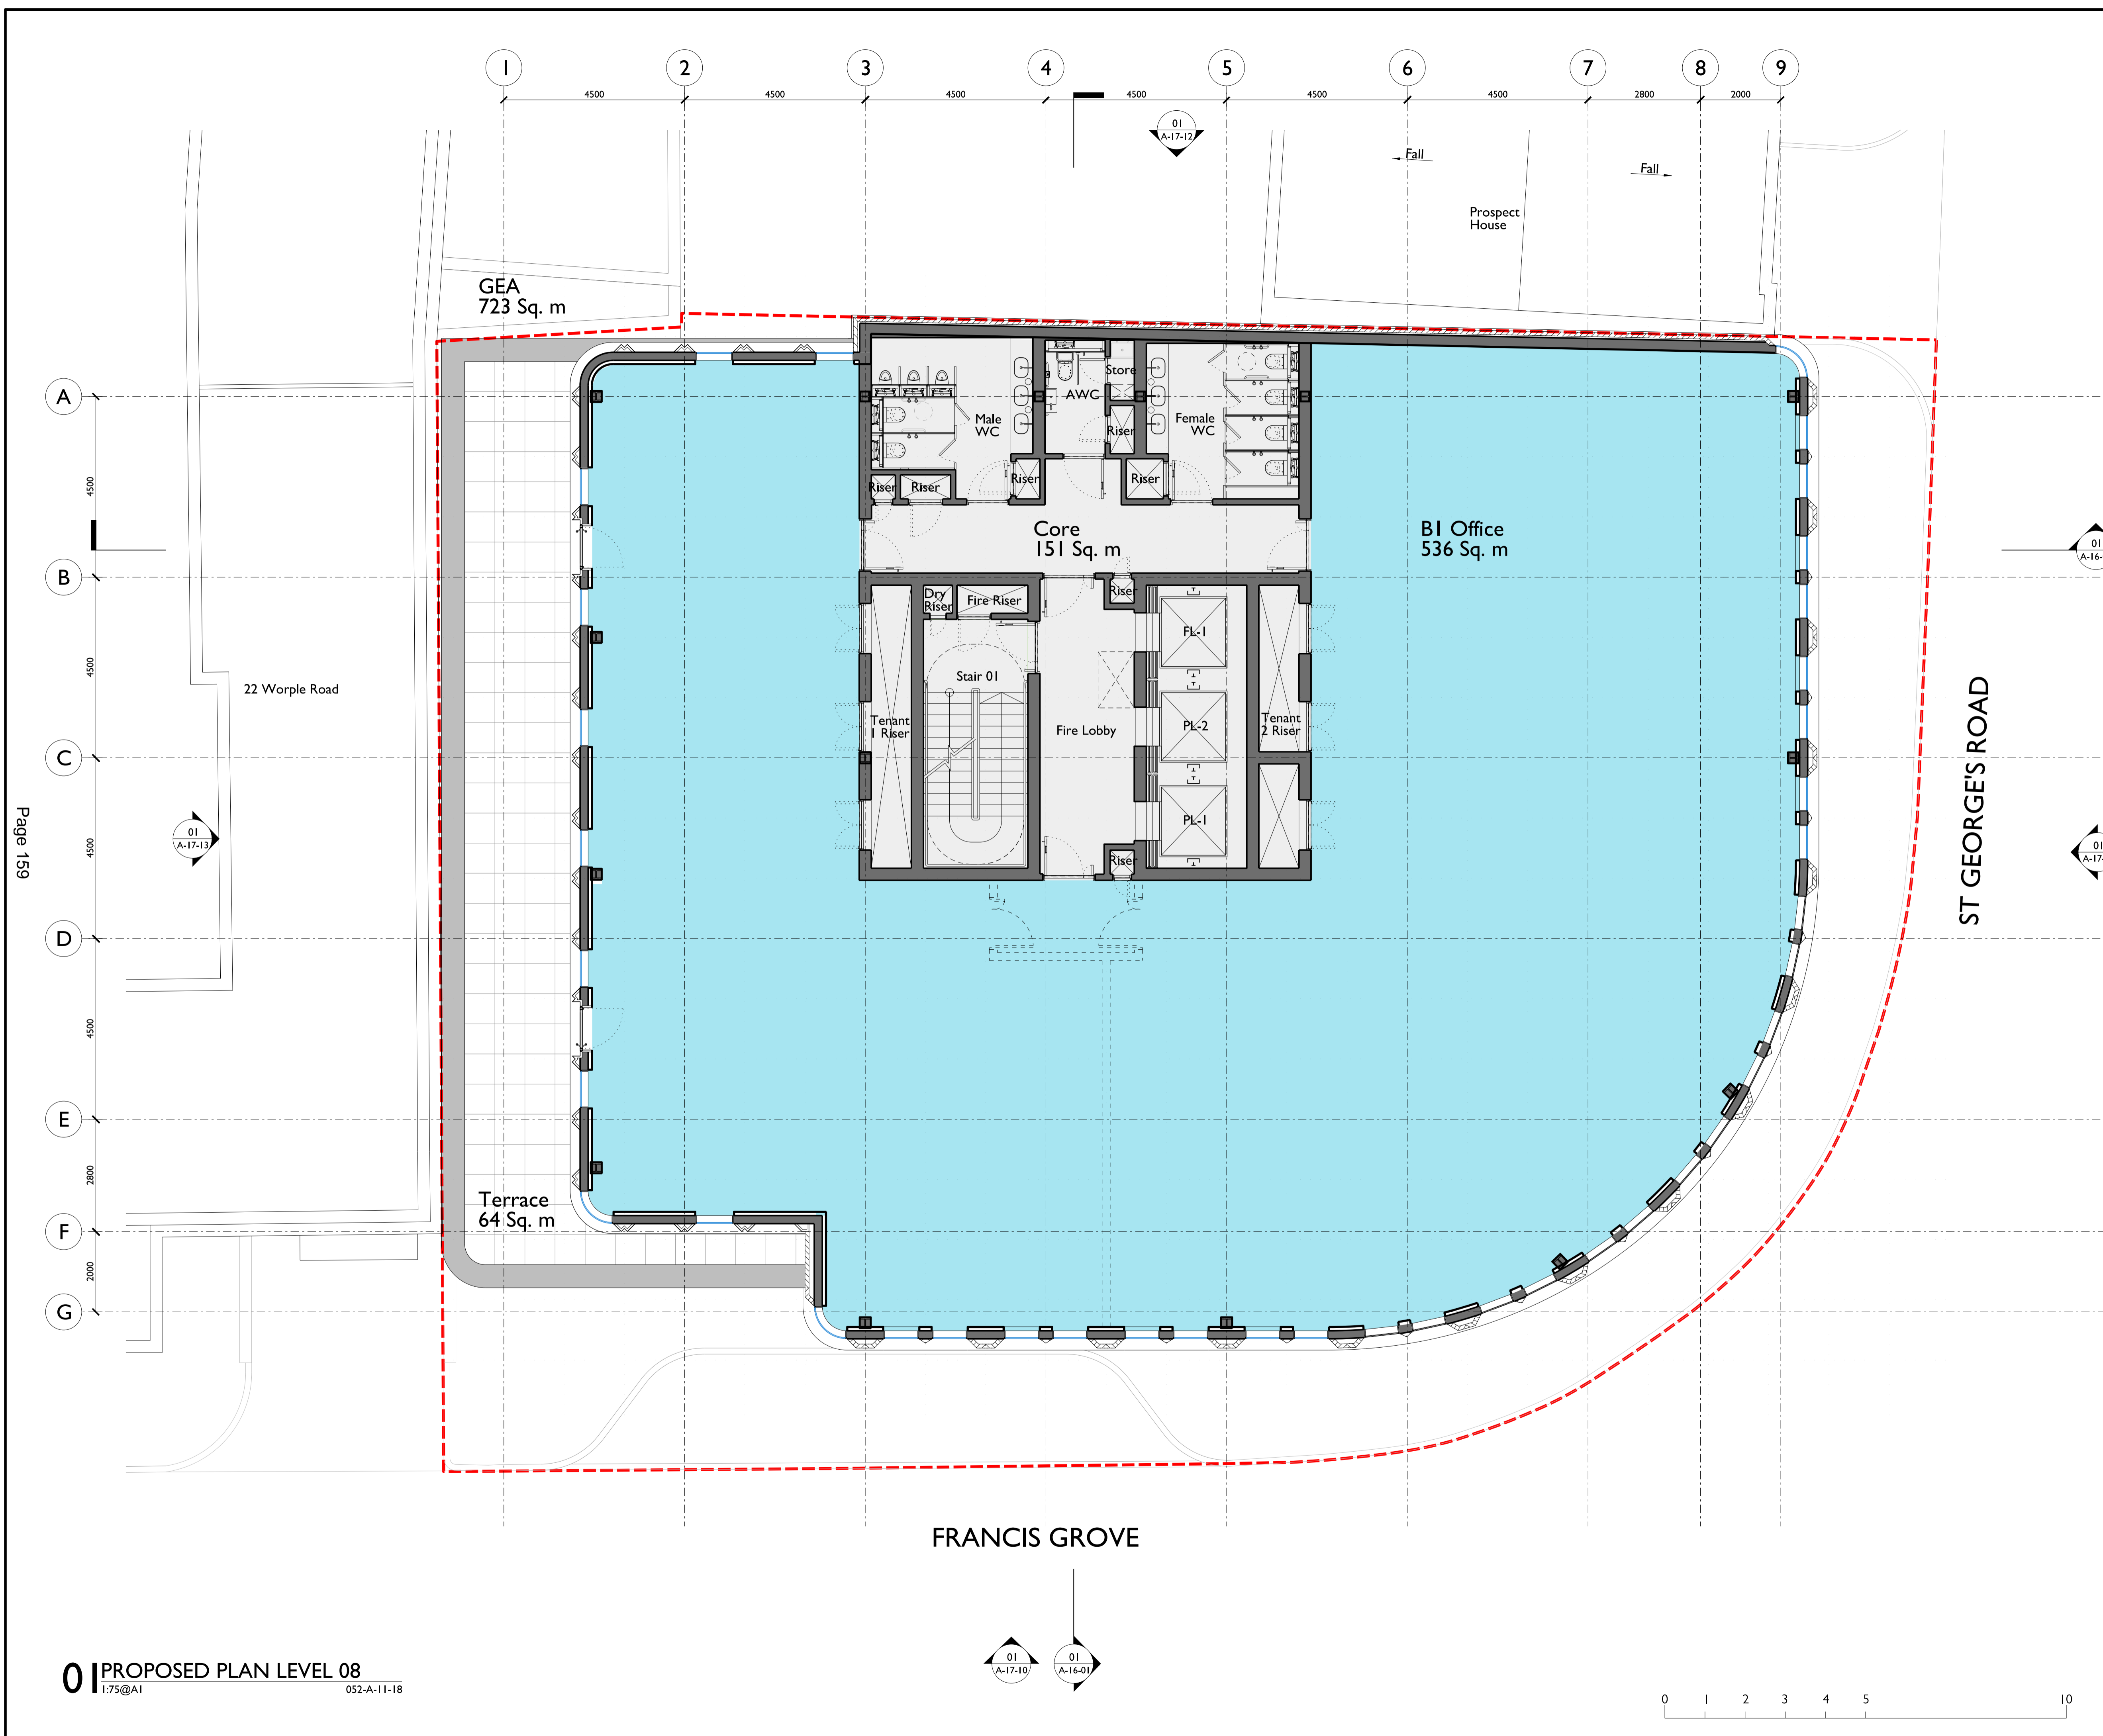 1 2 3 4 5 6 7 8 9
4500 4500 4500 4500 4500 4500 2800 2000
01
A-17-12
Fall
Fall
Prospect
House
GEA
723 Sq. m
A
B
C
D
E
F
G
4500
4500
4500
4500
2800
2000
Store
AWC
Male
WC
Female
WC
Riser
Riser
Riser
Riser
Riser
Core
151 Sq. m
B1 Office
536 Sq. m
01
Dry
Riser
Fire Riser
Riser
FL-1
Stair 01
22 Worple Road
Tenant
1 Riser
Fire Lobby
PL-2
Tenant
2 Riser
PL-1
Riser
01
A-17-13
Page 159
ST GEORGE'S ROAD
01
Terrace
64 Sq. m
FRANCIS GROVE
01
A-17-10
01
A-16-01
01 PROPOSED PLAN LEVEL 08
1:75@A1 052-A-11-18
0 1 2 3 4 5 10